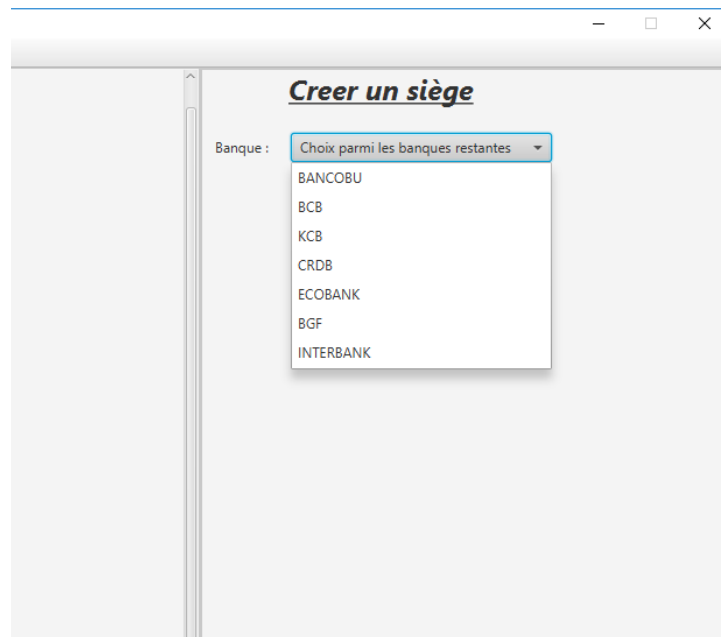 Creer un siège
Banque :
Choix parmi les banques restantes
BANCOBU
BCB
KCB
CRDB
ECOBANK
BGF
INTERBANK